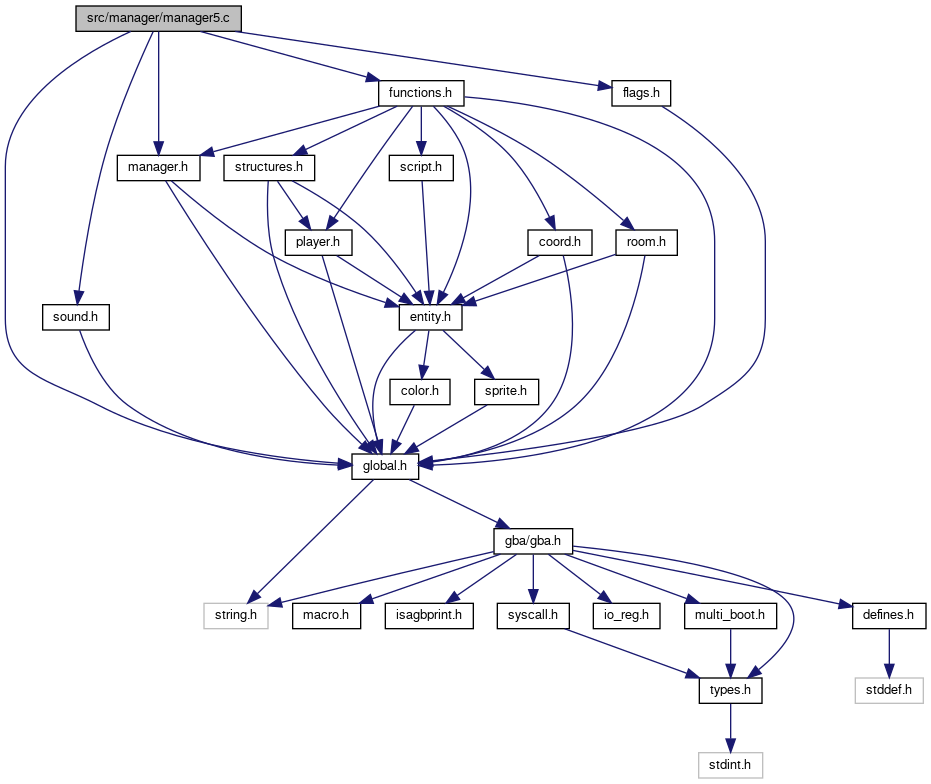 src/manager/manager5.c
functions.h
flags.h
manager.h
structures.h
script.h
player.h
coord.h
room.h
sound.h
entity.h
color.h
sprite.h
global.h
gba/gba.h
string.h
macro.h
isagbprint.h
syscall.h
io_reg.h
multi_boot.h
defines.h
types.h
stddef.h
stdint.h